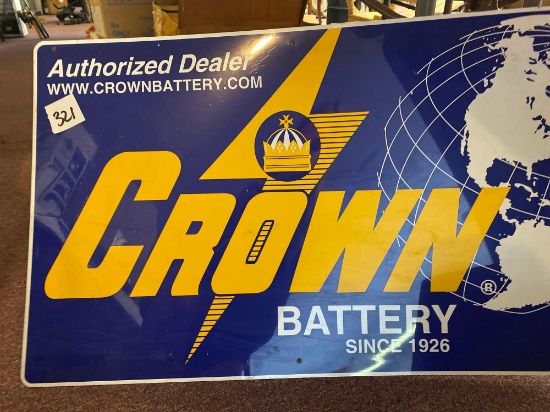 Authorized Dealer
WWW.CROWNBATTERY.COM
321
CROWN
®
BATTERY
SINCE 1926